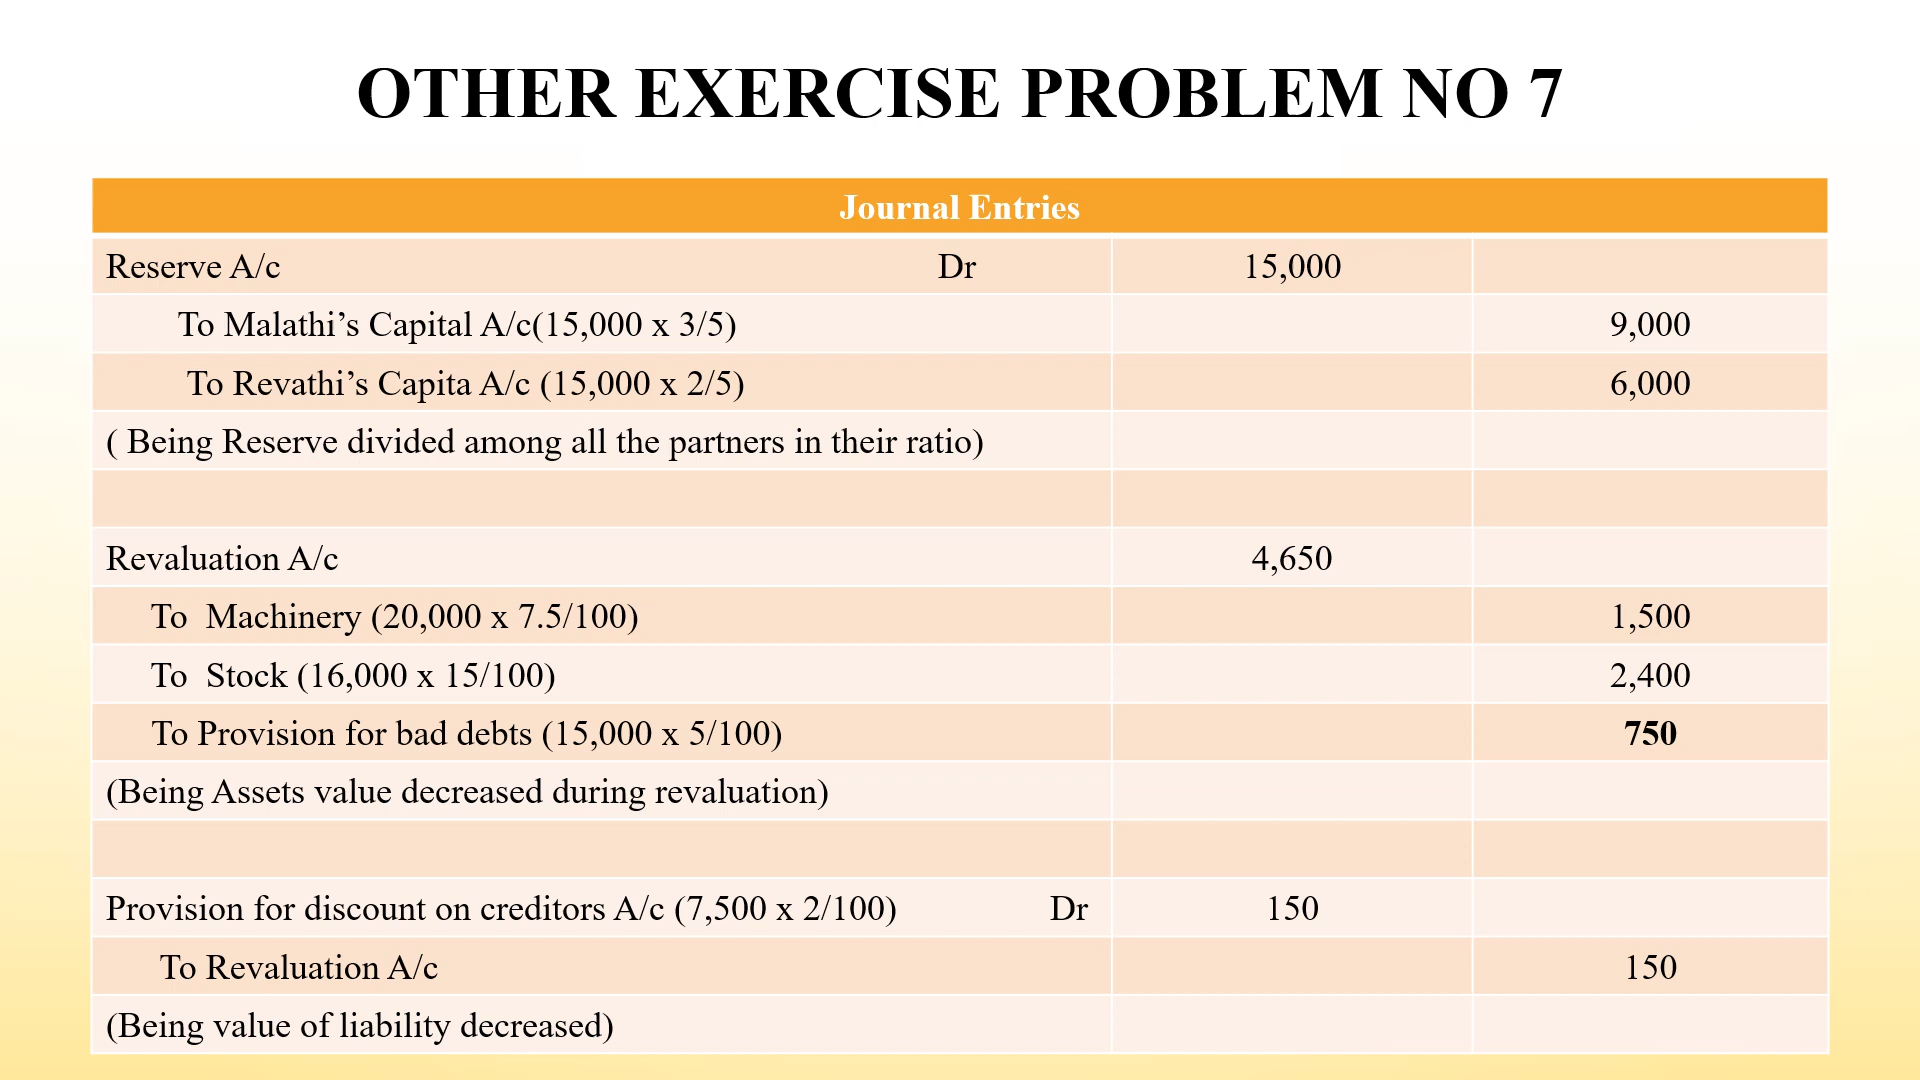 OTHER EXERCISE PROBLEM NO 7
Journal Entries
Reserve A/c Dr 15,000
To Malathi’s Capital A/c(15,000 x 3/5) 9,000
To Revathi’s Capita A/c (15,000 x 2/5) 6,000
( Being Reserve divided among all the partners in their ratio)
Revaluation A/c 4,650
To Machinery (20,000 x 7.5/100) 1,500
To Stock (16,000 x 15/100) 2,400
To Provision for bad debts (15,000 x 5/100) 750
(Being Assets value decreased during revaluation)
Provision for discount on creditors A/c (7,500 x 2/100) Dr 150
To Revaluation A/c 150
(Being value of liability decreased)